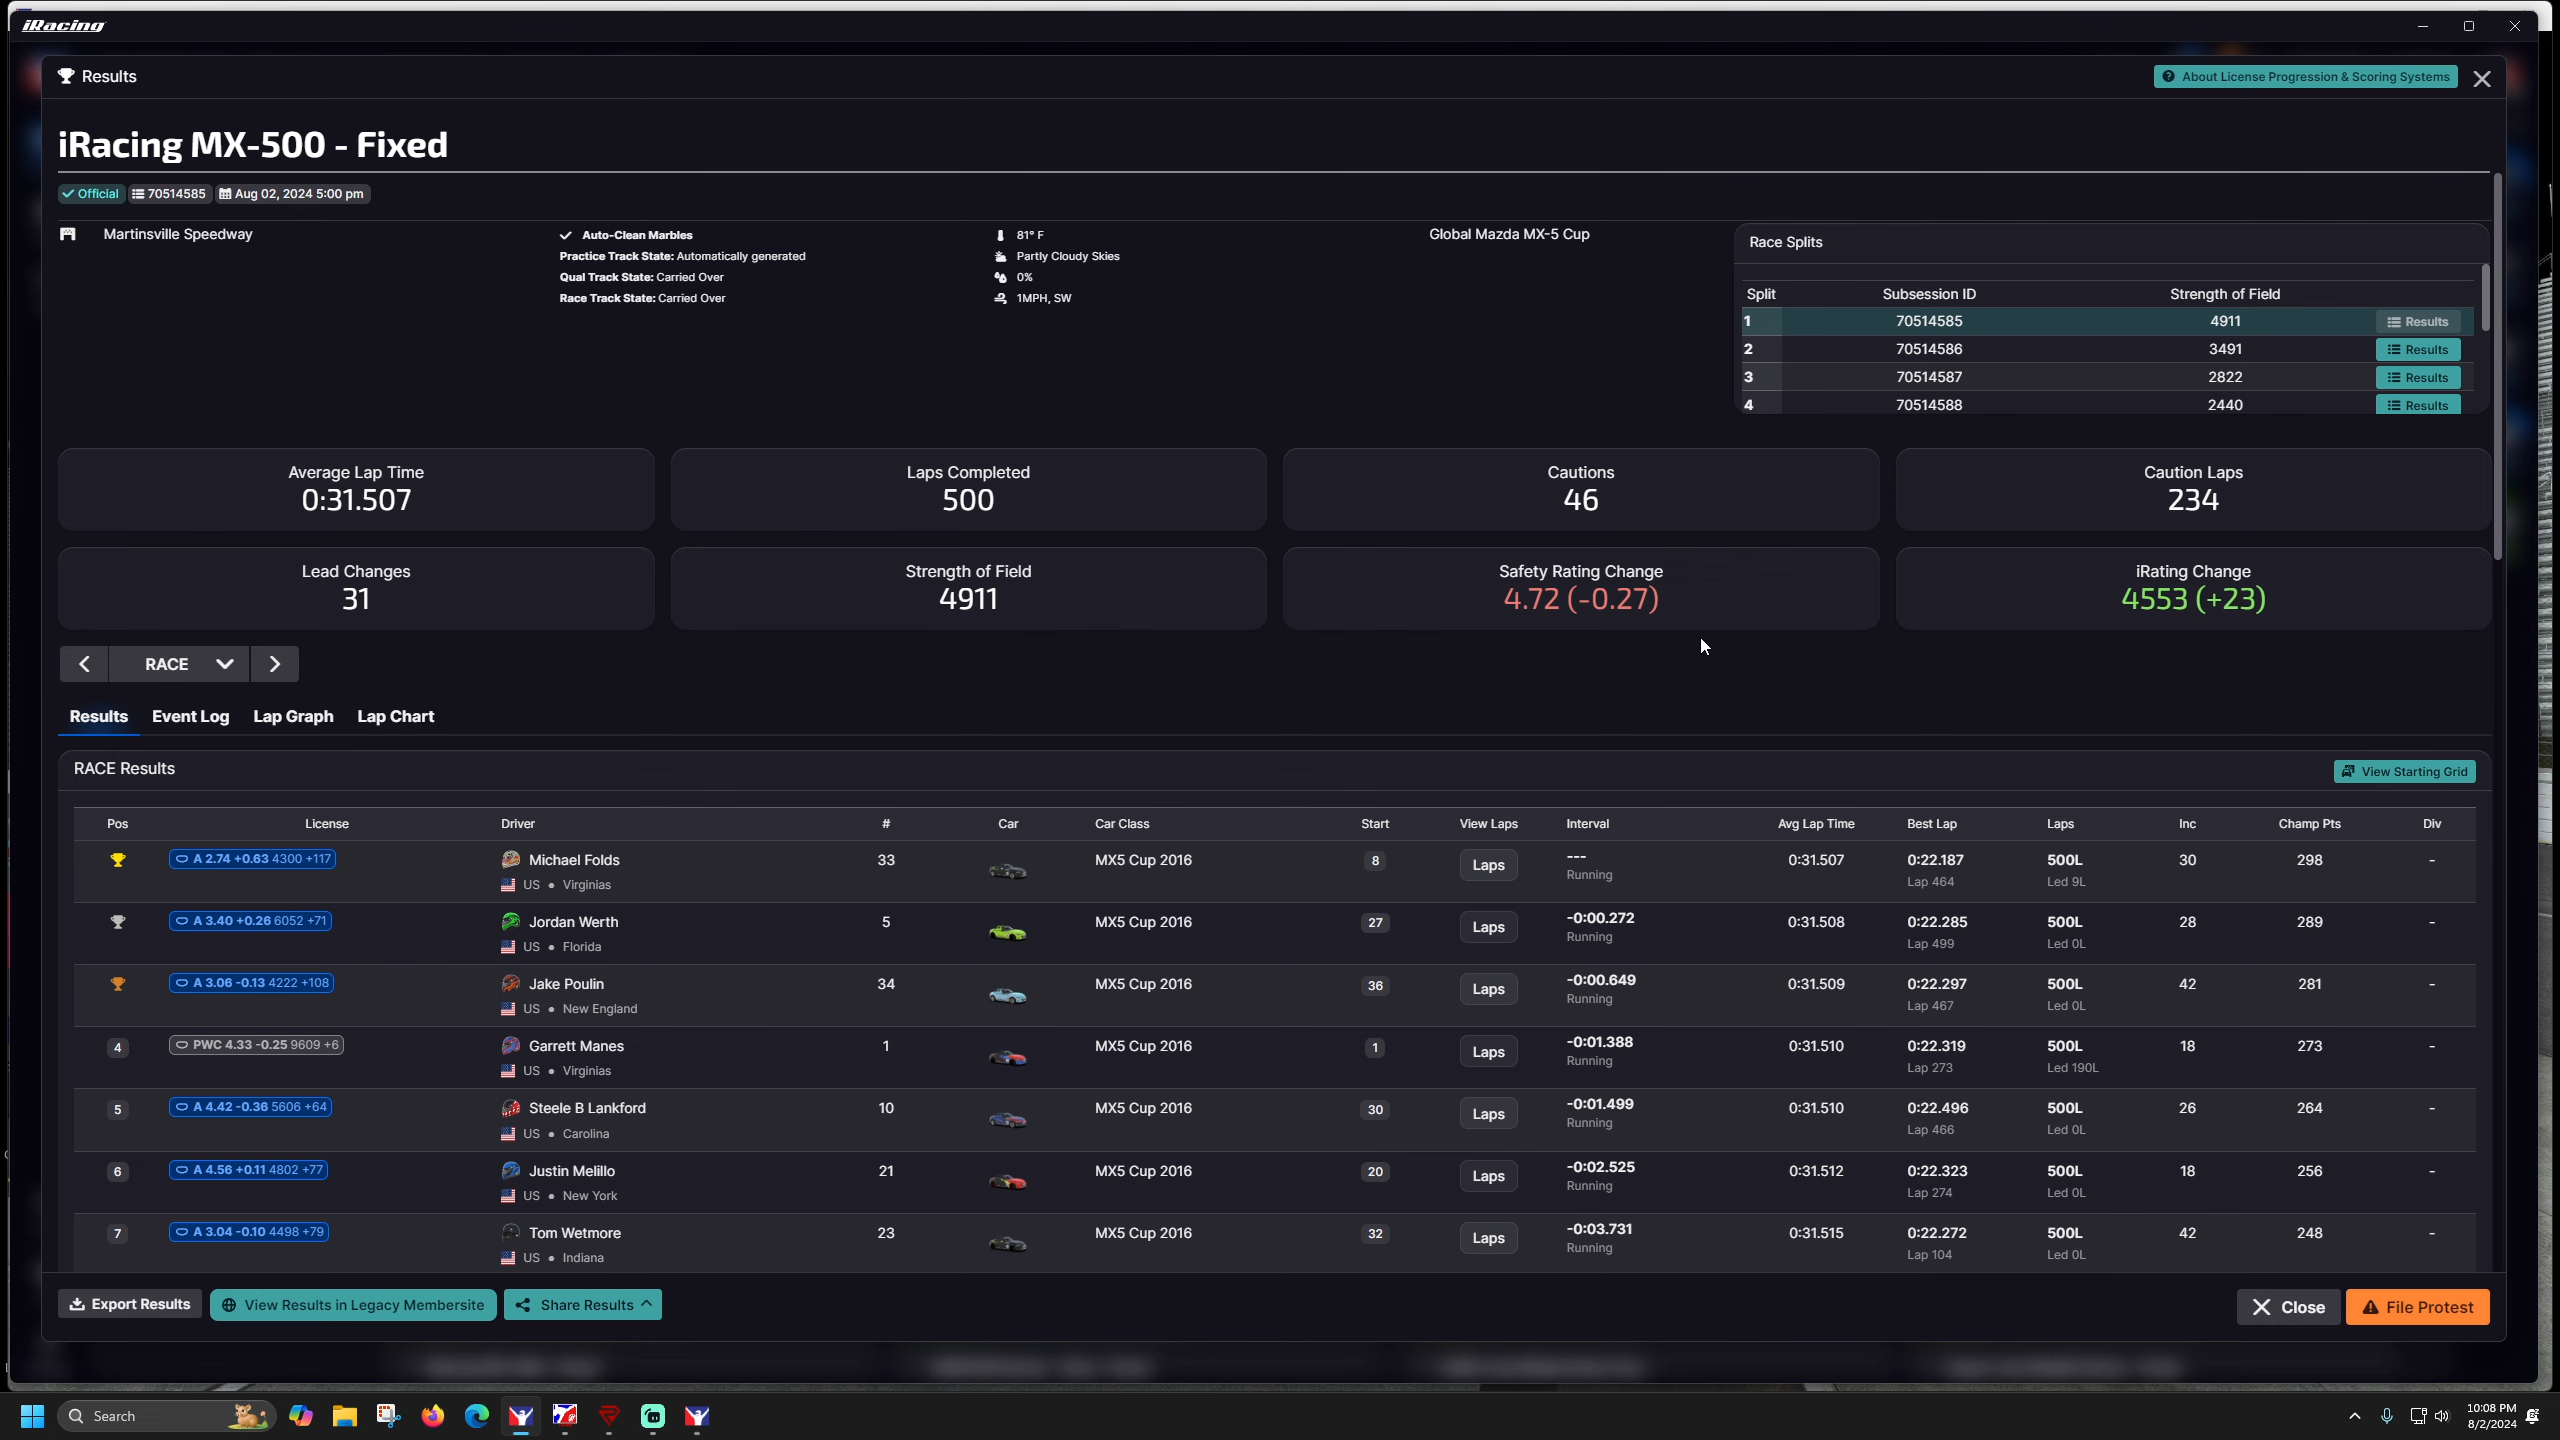 iRacing
Results
About License Progression & Scoring Systems
iRacing MX-500 - Fixed
Official 70514585 Aug 02, 2024 5:00 pm
Martinsville Speedway
Auto-Clean Marbles
Practice Track State: Automatically generated
Qual Track State: Carried Over
Race Track State: Carried Over
81° F
Partly Cloudy Skies
0%
1MPH, SW
Global Mazda MX-5 Cup
Race Splits
Split Subsession ID Strength of Field
1 70514585 4911 Results
2 70514586 3491 Results
3 70514587 2822 Results
4 70514588 2440 Results
Average Lap Time
0:31.507
Laps Completed
500
Cautions
46
Caution Laps
234
Lead Changes
31
Strength of Field
4911
Safety Rating Change
4.72 (-0.27)
iRating Change
4553 (+23)
RACE
Results Event Log Lap Graph Lap Chart
RACE Results
View Starting Grid
Pos License Driver # Car Car Class Start View Laps Interval Avg Lap Time Best Lap Laps Inc Champ Pts Div
A 2.74 +0.63 4300 +117 Michael Folds 33 MX5 Cup 2016 8 Laps --- 0:31.507 0:22.187 500L 30 298 -
US • Virginias Running Lap 464 Led 9L
A 3.40 +0.26 6052 +71 Jordan Werth 5 MX5 Cup 2016 27 Laps -0:00.272 0:31.508 0:22.285 500L 28 289 -
US • Florida Running Lap 499 Led 0L
A 3.06 -0.13 4222 +108 Jake Poulin 34 MX5 Cup 2016 36 Laps -0:00.649 0:31.509 0:22.297 500L 42 281 -
US • New England Running Lap 467 Led 0L
4 PWC 4.33 -0.25 9609 +6 Garrett Manes 1 MX5 Cup 2016 1 Laps -0:01.388 0:31.510 0:22.319 500L 18 273 -
US • Virginias Running Lap 273 Led 190L
5 A 4.42 -0.36 5606 +64 Steele B Lankford 10 MX5 Cup 2016 30 Laps -0:01.499 0:31.510 0:22.496 500L 26 264 -
US • Carolina Running Lap 466 Led 0L
6 A 4.56 +0.11 4802 +77 Justin Melillo 21 MX5 Cup 2016 20 Laps -0:02.525 0:31.512 0:22.323 500L 18 256 -
US • New York Running Lap 274 Led 0L
7 A 3.04 -0.10 4498 +79 Tom Wetmore 23 MX5 Cup 2016 32 Laps -0:03.731 0:31.515 0:22.272 500L 42 248 -
US • Indiana Running Lap 104 Led 0L
Export Results View Results in Legacy Membersite Share Results Close File Protest
Search
10:08 PM
8/2/2024